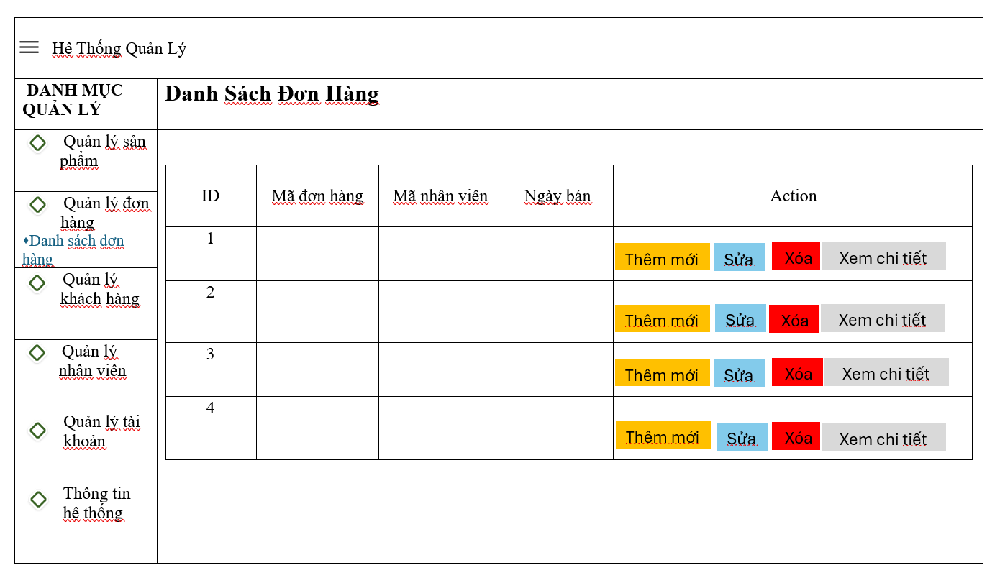 Hệ Thống Quản Lý
DANH MỤC
QUẢN LÝ
Danh Sách Đơn Hàng
Quản lý sản
phẩm
Quản lý đơn
hàng
♦Danh sách đơn
hàng
Quản lý
khách hàng
Quản lý
nhân viên
Quản lý tài
khoản
Thông tin
hệ thống
ID Mã đơn hàng Mã nhân viên Ngày bán Action
1 Thêm mới Sửa Xóa Xem chi tiết
2 Thêm mới Sửa Xóa Xem chi tiết
3 Thêm mới Sửa Xóa Xem chi tiết
4 Thêm mới Sửa Xóa Xem chi tiết